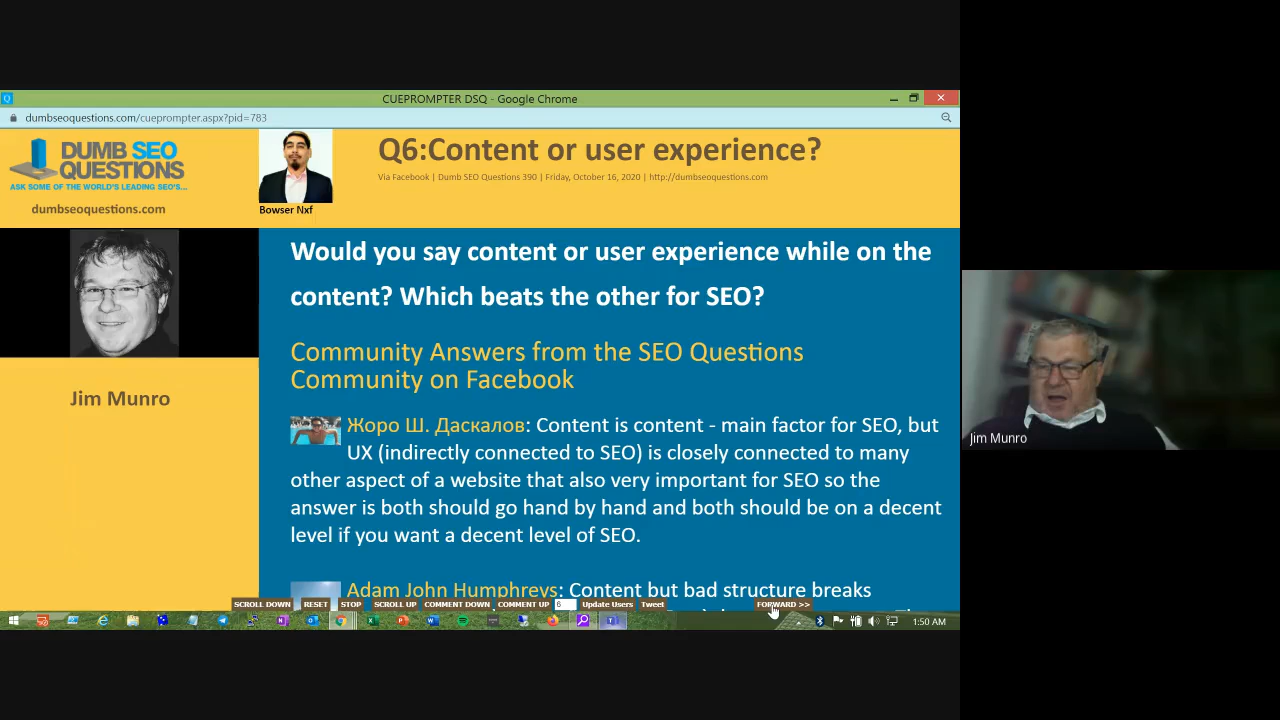 CUEPROMPTER DSQ - Google Chrome
dumbseoquestions.com/cueprompter.aspx?pid=783
DUMB SEO
QUESTIONS
ASK SOME OF THE WORLD'S LEADING SEO'S...
dumbseoquestions.com
Bowser Nxf
Q6:Content or user experience?
Via Facebook | Dumb SEO Questions 390 | Friday, October 16, 2020 | http://dumbseoquestions.com
Jim Munro
Would you say content or user experience while on the
content? Which beats the other for SEO?
Community Answers from the SEO Questions
Community on Facebook
Жоро Ш. Даскалов: Content is content - main factor for SEO, but
UX (indirectly connected to SEO) is closely connected to many
other aspect of a website that also very important for SEO so the
answer is both should go hand by hand and both should be on a decent
level if you want a decent level of SEO.
Adam John Humphreys: Content but bad structure breaks
SCROLL DOWN RESET STOP SCROLL UP COMMENT DOWN COMMENT UP 6 Update Users Tweet FORWARD >>
1:50 AM
Jim Munro